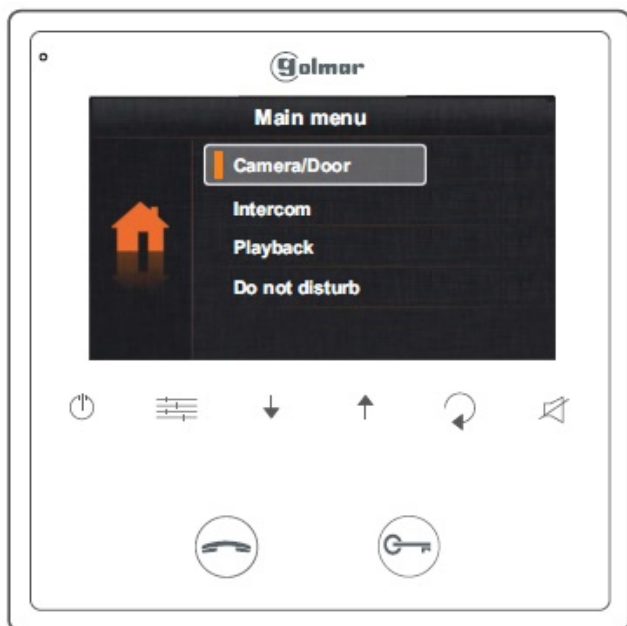 golmar
Main menu
Camera/Door
Intercom
Playback
Do not disturb